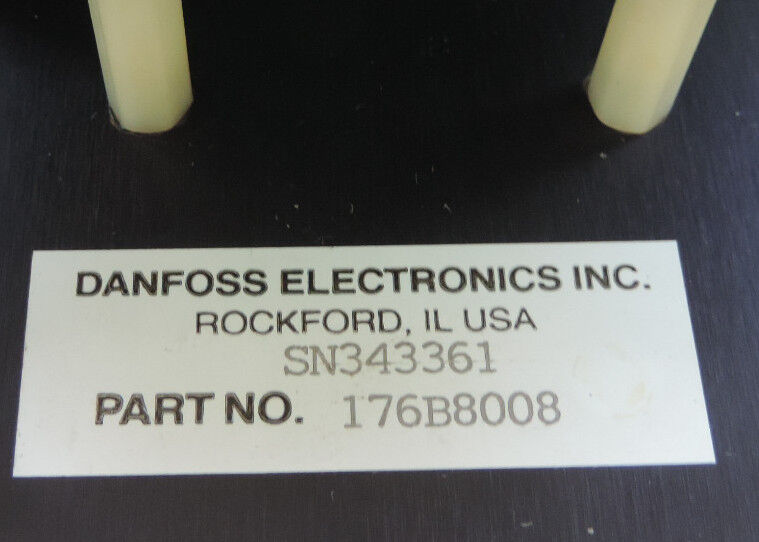 DANFOSS ELECTRONICS INC.
ROCKFORD, IL USA
SN343361
PART NO. 176B8008